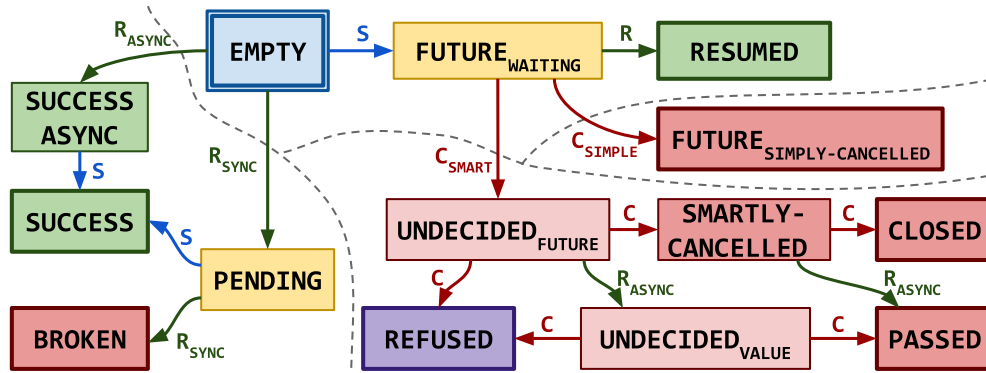 R_ASYNC
EMPTY
S
FUTURE_WAITING
R
RESUMED
SUCCESS
ASYNC
R_SYNC
C_SMART
C_SIMPLE
FUTURE_SIMPLY-CANCELLED
S
SUCCESS
S
UNDECIDED_FUTURE
C
SMARTLY-
CANCELLED
C
CLOSED
PENDING
C
R_ASYNC
R_ASYNC
BROKEN
R_SYNC
REFUSED
C
UNDECIDED_VALUE
C
PASSED